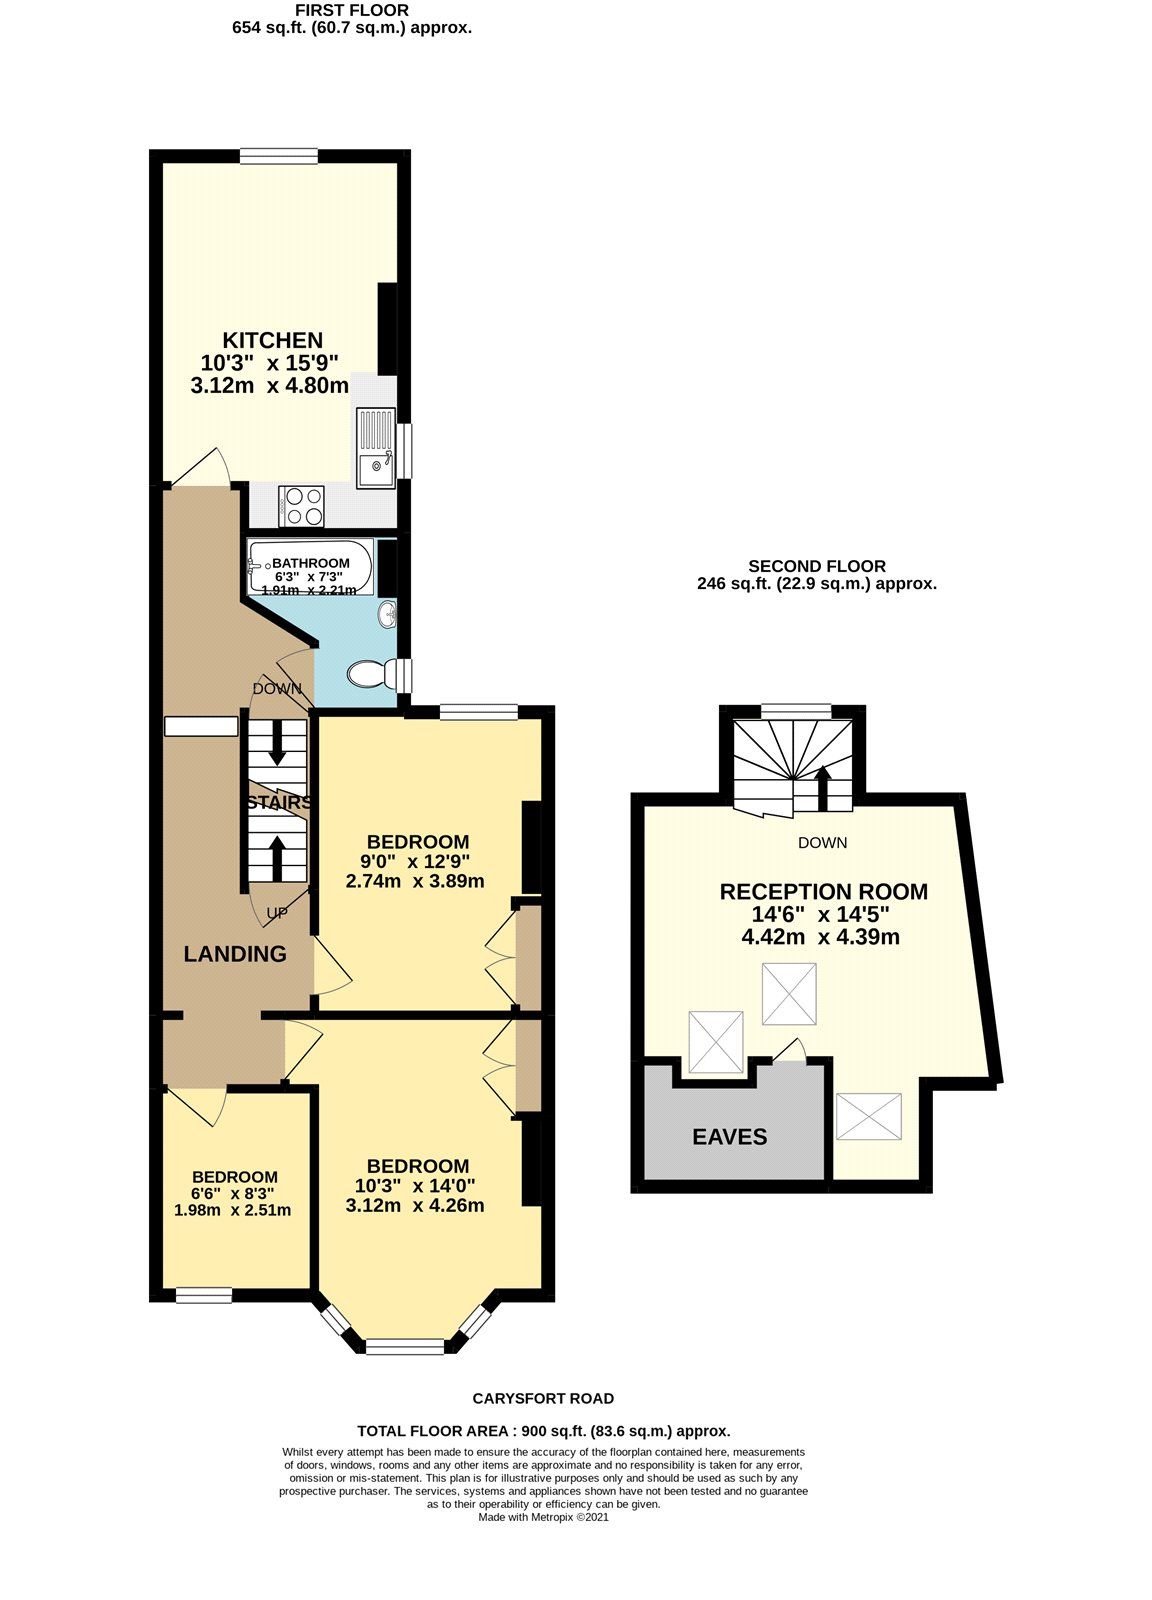 FIRST FLOOR
654 sq.ft. (60.7 sq.m.) approx.
KITCHEN
10'3" x 15'9"
3.12m x 4.80m
BATHROOM
6'3" x 7'3"
1.91m x 2.21m
DOWN
STAIRS
UP
LANDING
BEDROOM
9'0" x 12'9"
2.74m x 3.89m
BEDROOM
10'3" x 14'0"
3.12m x 4.26m
BEDROOM
6'6" x 8'3"
1.98m x 2.51m
SECOND FLOOR
246 sq.ft. (22.9 sq.m.) approx.
DOWN
RECEPTION ROOM
14'6" x 14'5"
4.42m x 4.39m
EAVES
CARYSFORT ROAD
TOTAL FLOOR AREA : 900 sq.ft. (83.6 sq.m.) approx.
Whilst every attempt has been made to ensure the accuracy of the floorplan contained here, measurements
of doors, windows, rooms and any other items are approximate and no responsibility is taken for any error,
omission or mis-statement. This plan is for illustrative purposes only and should be used as such by any
prospective purchaser. The services, systems and appliances shown have not been tested and no guarantee
as to their operability or efficiency can be given.
Made with Metropix ©2021